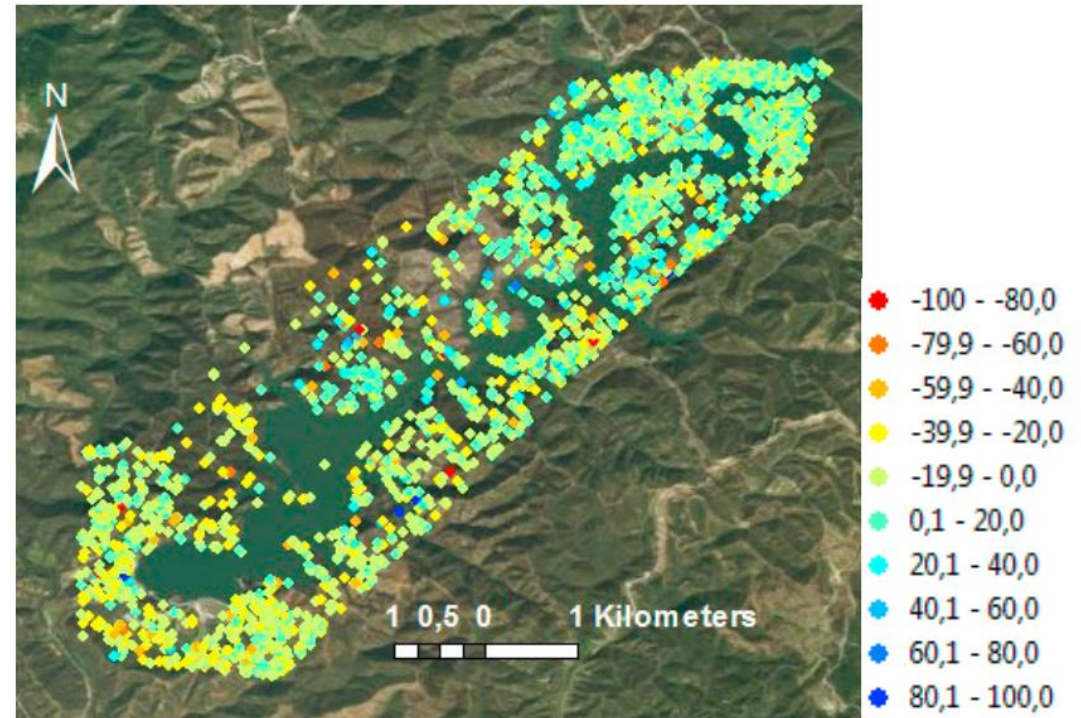 N
1 0,5 0 1 Kilometers
-100 - -80,0
-79,9 - -60,0
-59,9 - -40,0
-39,9 - -20,0
-19,9 - 0,0
0,1 - 20,0
20,1 - 40,0
40,1 - 60,0
60,1 - 80,0
80,1 - 100,0